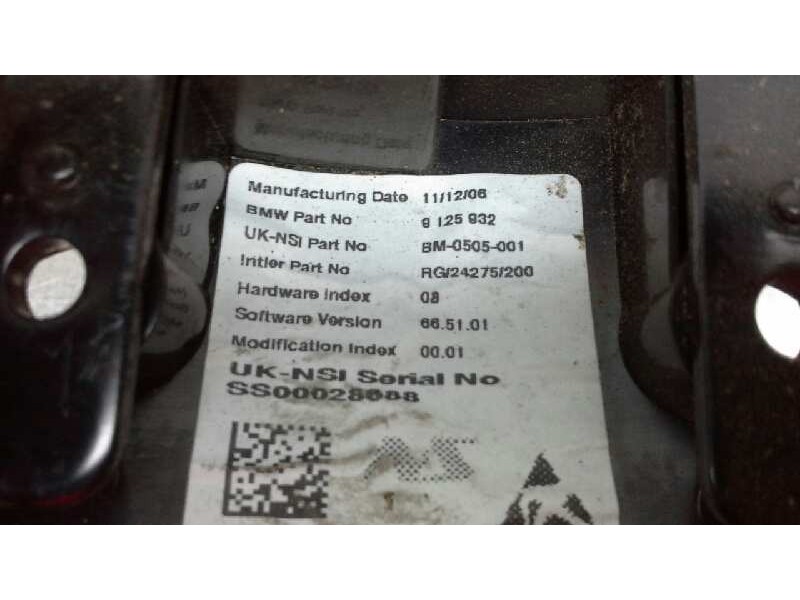 Manufacturing Date 11/12/06
BMW Part No 9 125 932
UK-NSI Part No BM-0505-001
Intier Part No RG/24275/200
Hardware Index 08
Software Version 66.51.01
Modification Index 00.01
UK-NSI Serial No